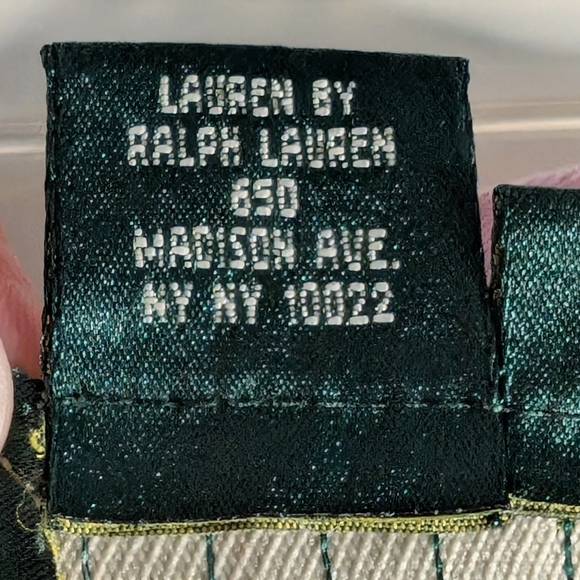 LAUREN BY
RALPH LAUREN
650
MADISON AVE.
NY NY 10022